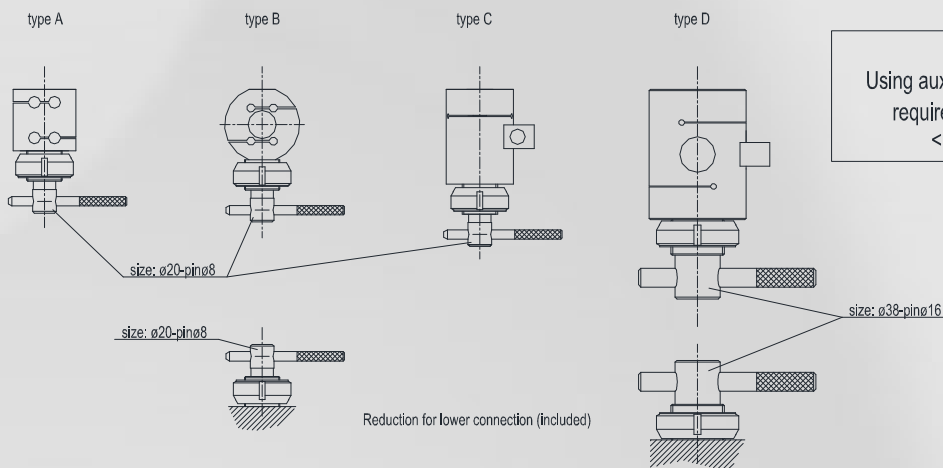 type A
type B
type C
type D
Using aux
require
<
size: ø20-pinø8
size: ø38-pinø16
size: ø20-pinø8
Reduction for lower connection (included)